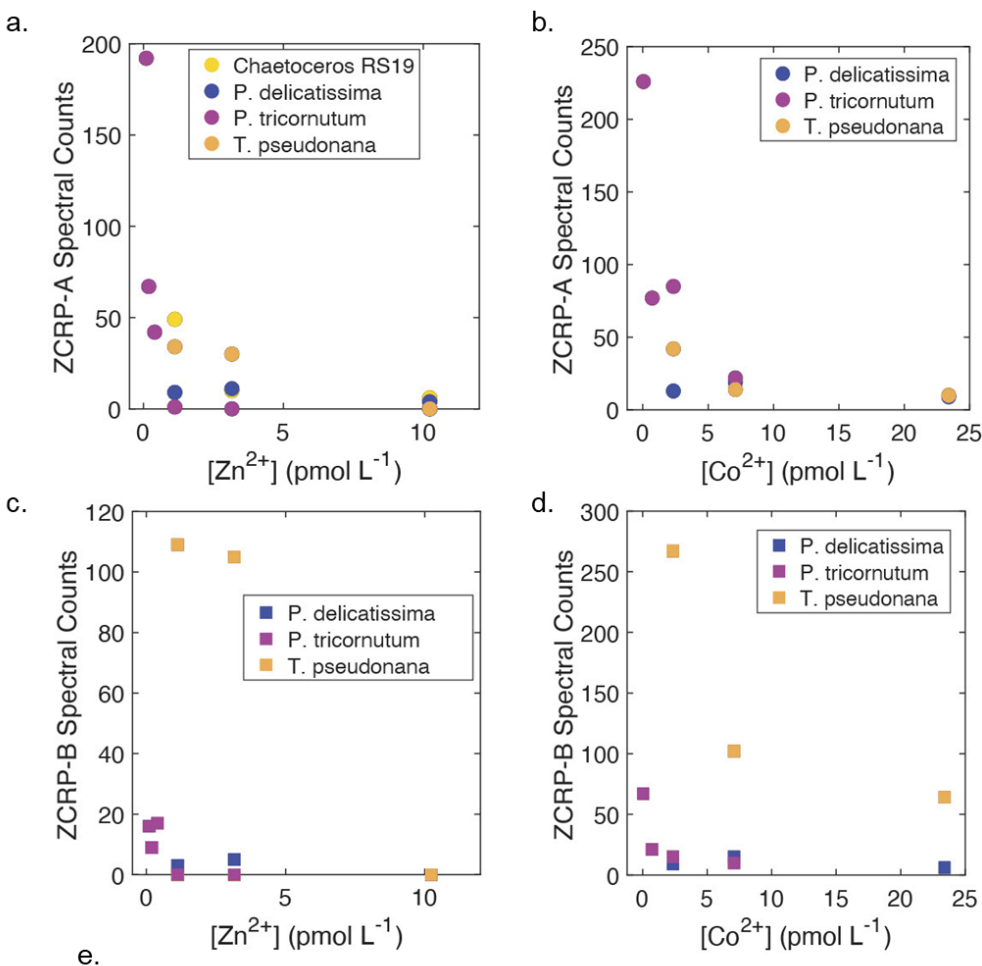 a.
200
150
100
50
0
ZCRP-A Spectral Counts
Chaetoceros RS19
P. delicatissima
P. tricornutum
T. pseudonana
0 5 10
[Zn2+] (pmol L-1)
b.
250
200
150
100
50
0
ZCRP-A Spectral Counts
P. delicatissima
P. tricornutum
T. pseudonana
0 5 10 15 20 25
[Co2+] (pmol L-1)
c.
120
100
80
60
40
20
0
ZCRP-B Spectral Counts
P. delicatissima
P. tricornutum
T. pseudonana
0 5 10
[Zn2+] (pmol L-1)
d.
300
250
200
150
100
50
0
ZCRP-B Spectral Counts
P. delicatissima
P. tricornutum
T. pseudonana
0 5 10 15 20 25
[Co2+] (pmol L-1)
e.